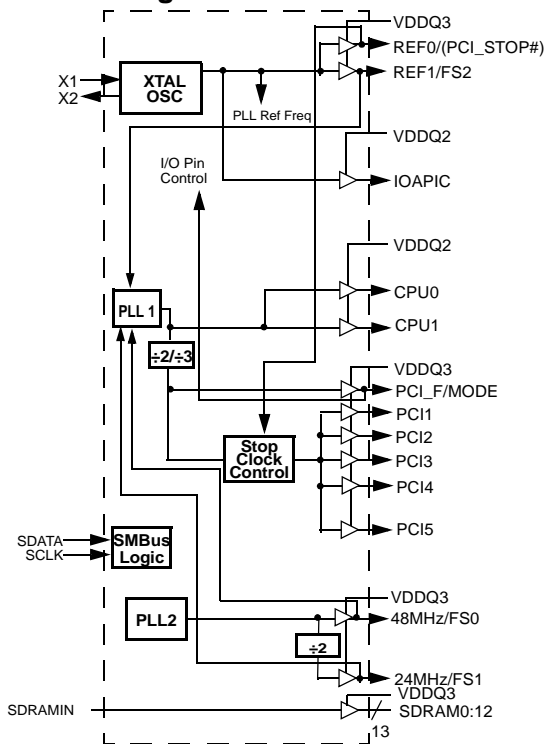 VDDQ3
REF0/(PCI_STOP#)
X1
X2
XTAL
OSC
REF1/FS2
PLL Ref Freq
VDDQ2
I/O Pin
Control
IOAPIC
VDDQ2
CPU0
PLL 1
CPU1
÷2/÷3
VDDQ3
PCI_F/MODE
PCI1
PCI2
Stop
Clock
Control
PCI3
PCI4
PCI5
SDATA
SCLK
SMBus
Logic
VDDQ3
PLL2
48MHz/FS0
÷2
24MHz/FS1
VDDQ3
SDRAMIN
SDRAM0:12
13